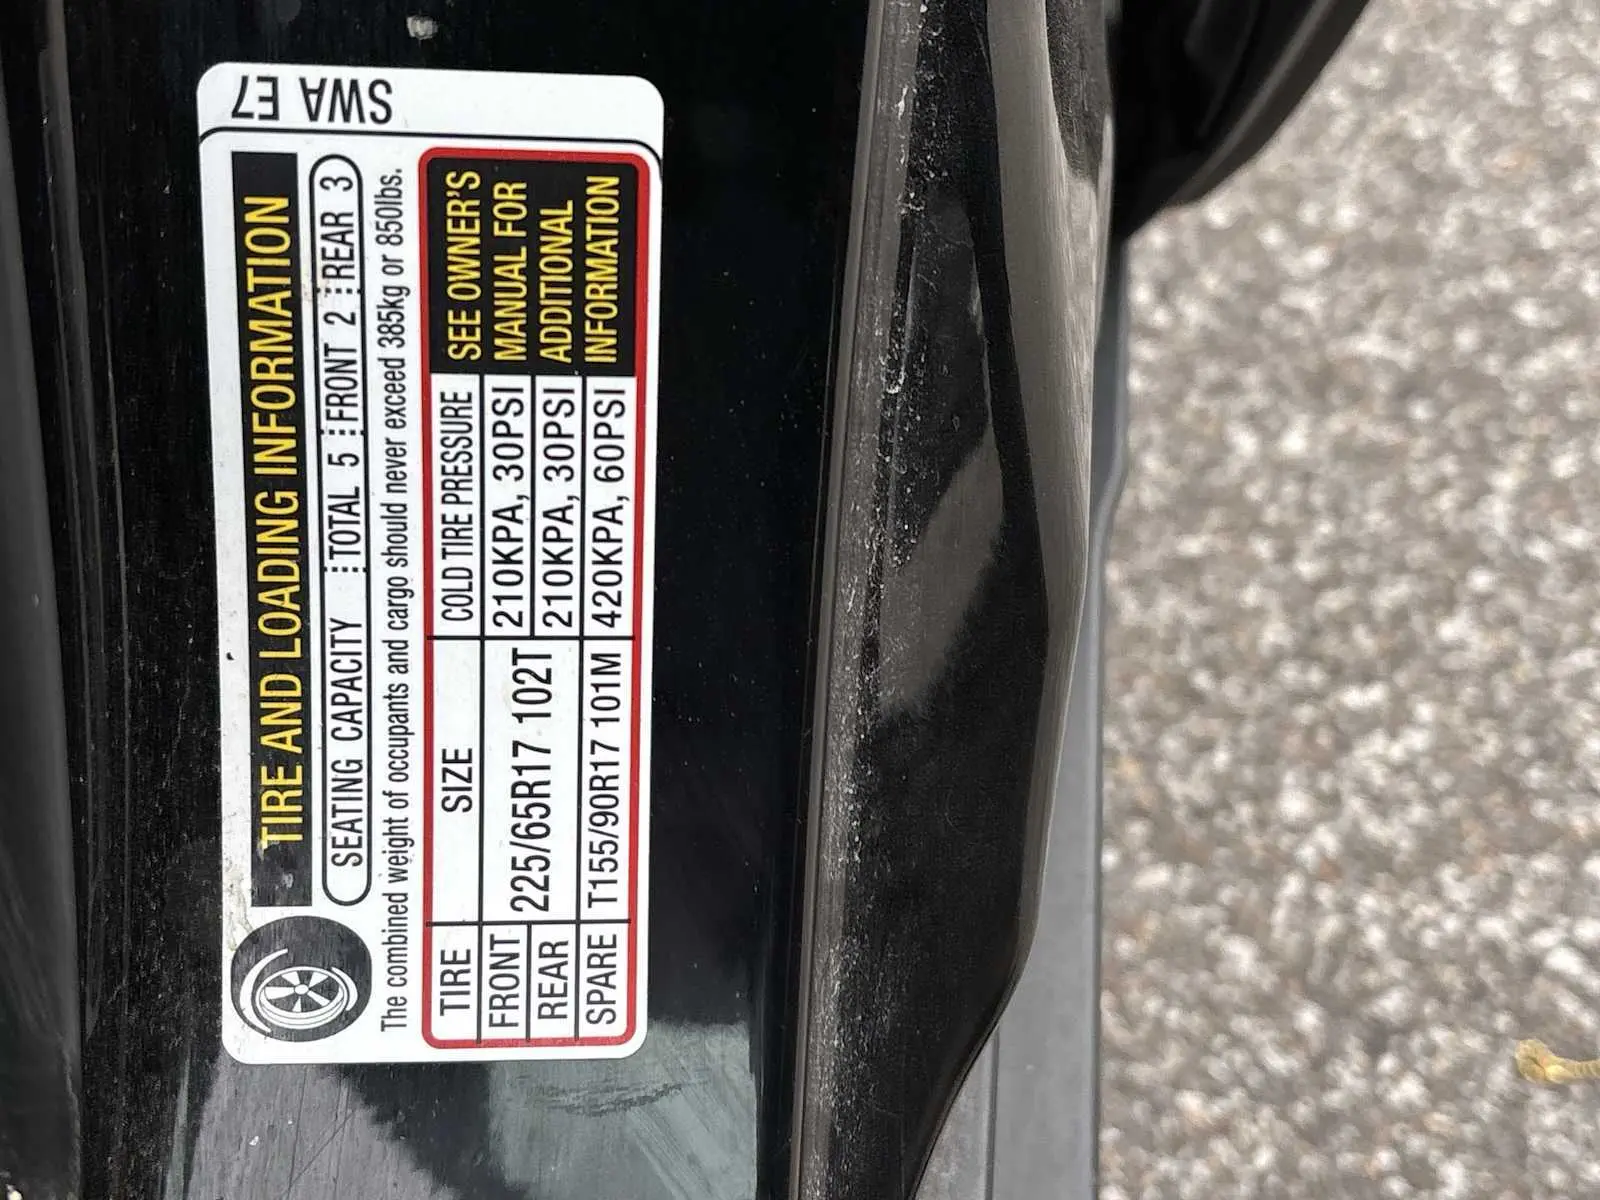 SWA E7
TIRE AND LOADING INFORMATION
SEATING CAPACITY TOTAL 5 FRONT 2 REAR 3
The combined weight of occupants and cargo should never exceed 385kg or 850lbs.
TIRE SIZE COLD TIRE PRESSURE
FRONT 225/65R17 102T 210KPA, 30PSI
REAR 210KPA, 30PSI
SPARE T155/90R17 101M 420KPA, 60PSI
SEE OWNER'S
MANUAL FOR
ADDITIONAL
INFORMATION